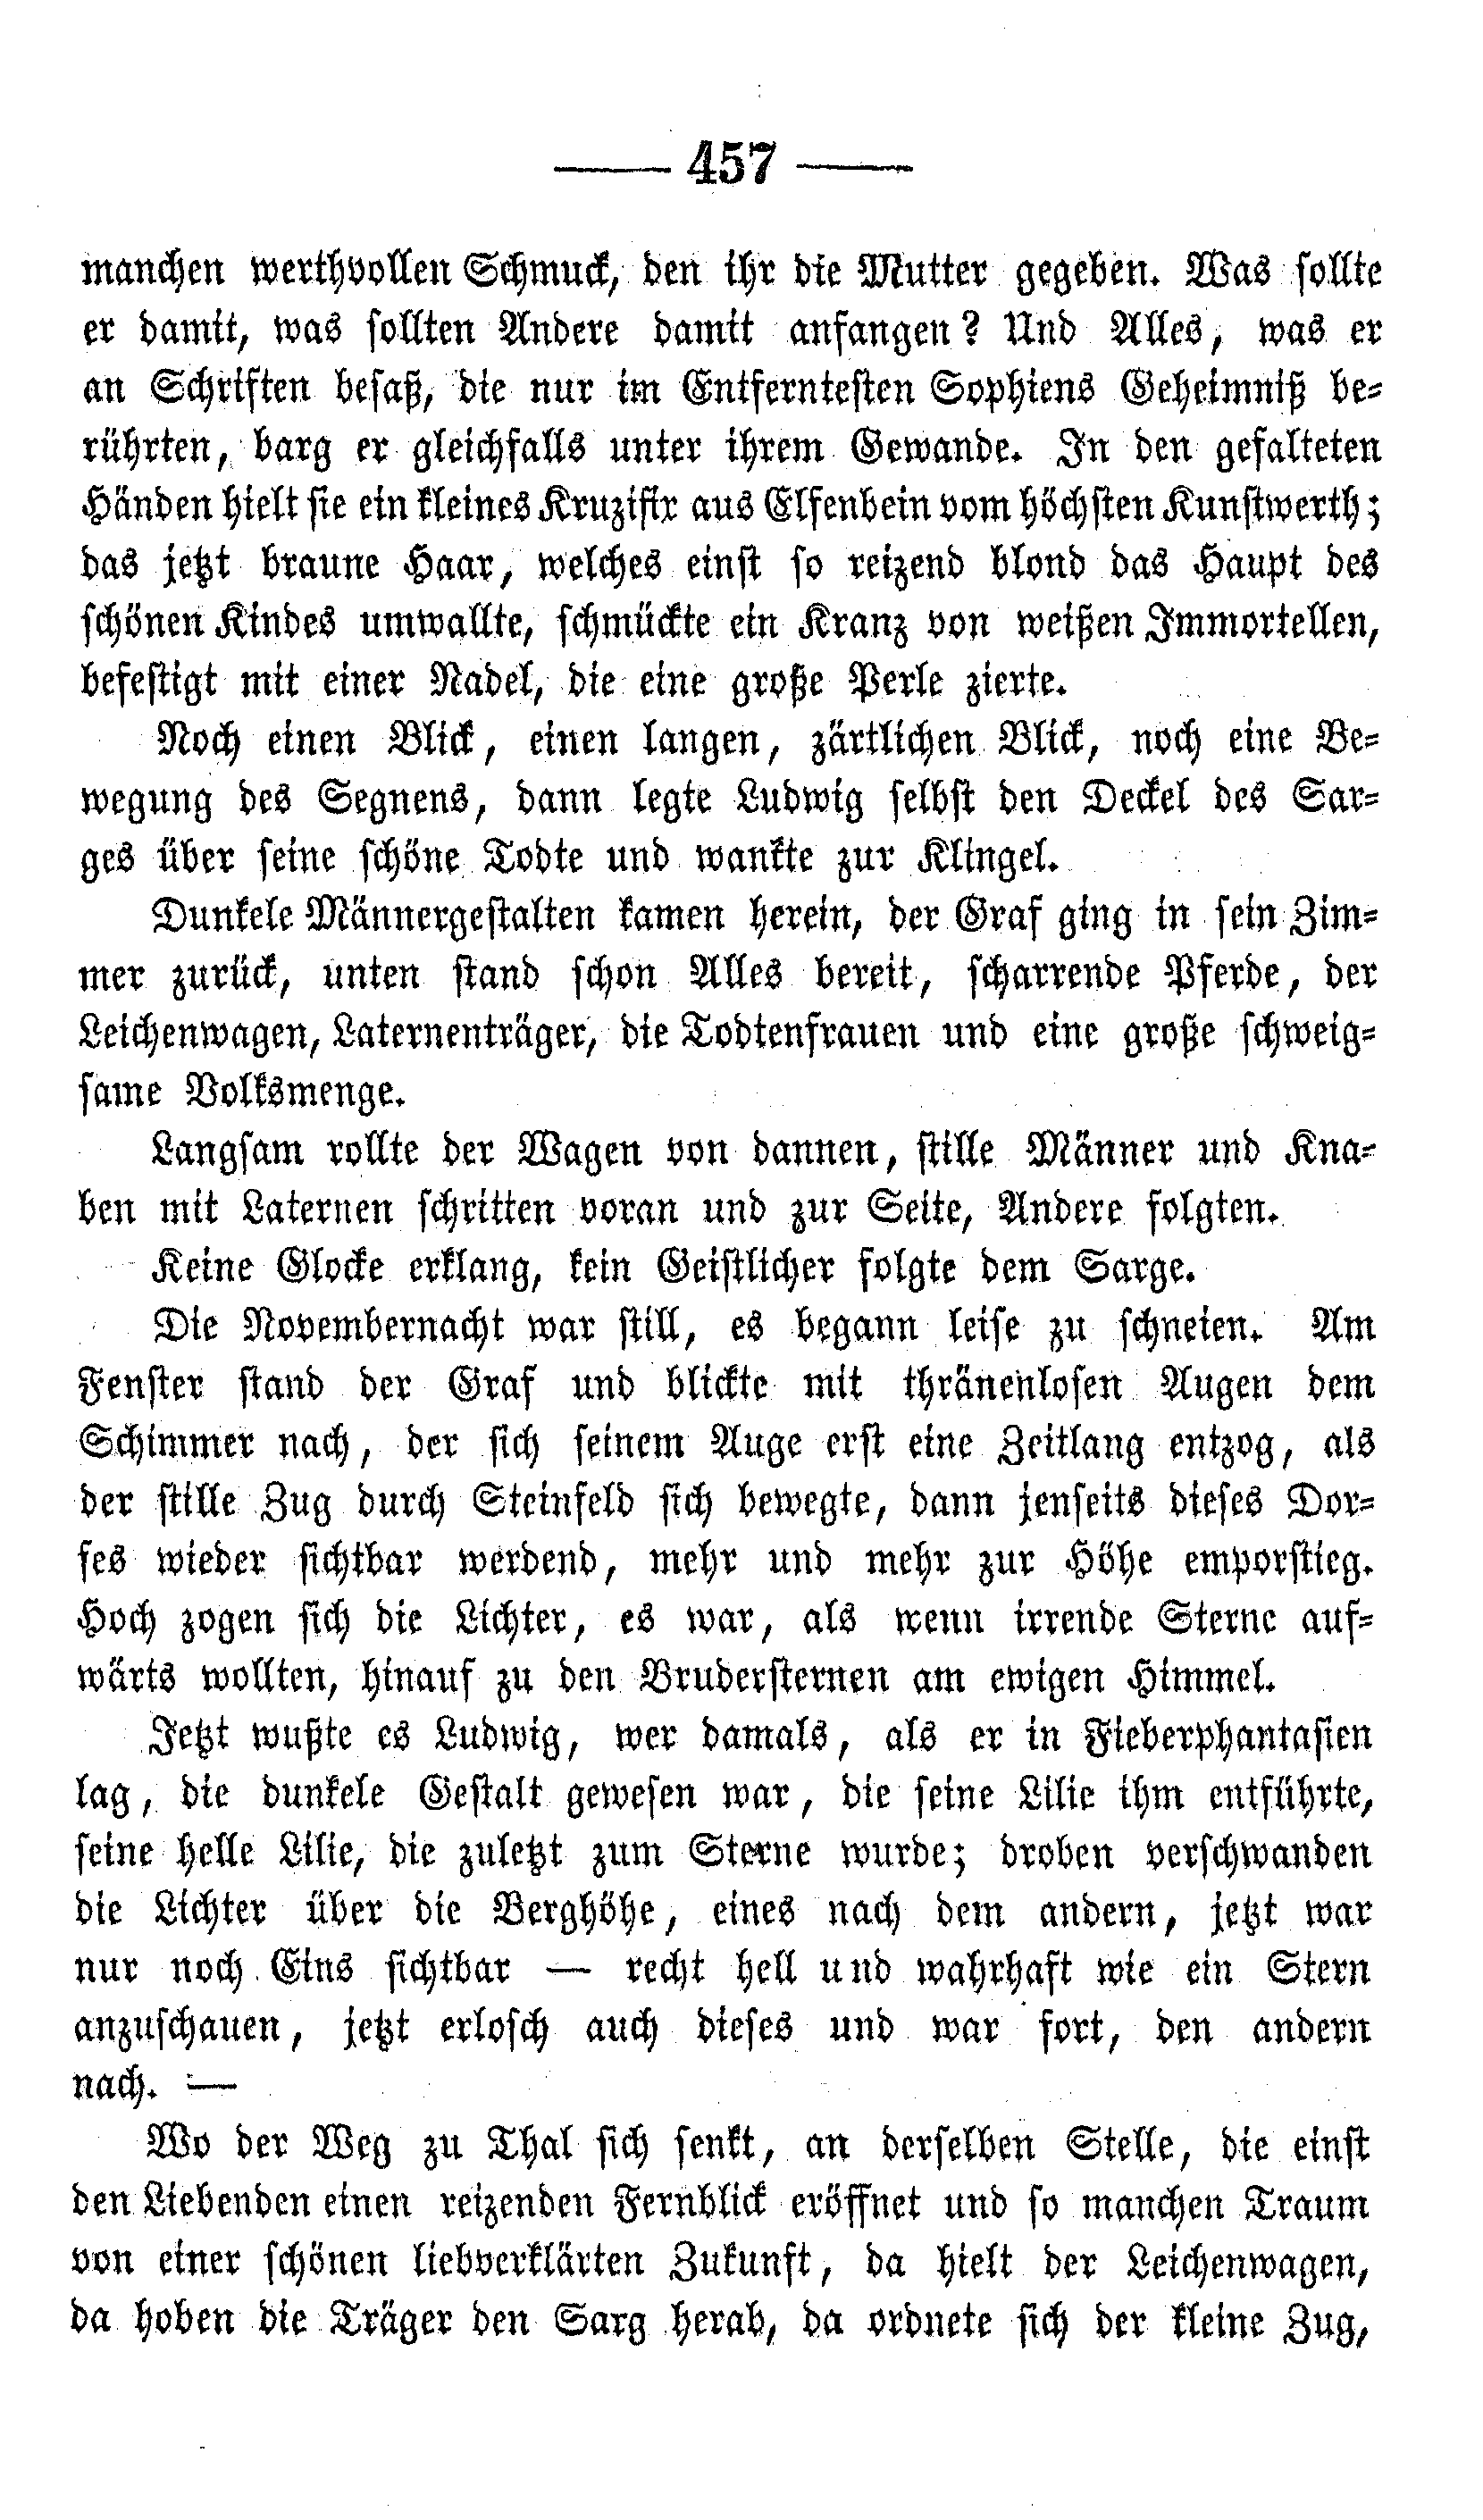 — 457 —
manchen werthvollen Schmuck, den ihr die Mutter gegeben. Was sollte
er damit, was sollten Andere damit anfangen? Und Alles, was er
an Schriften besaß, die nur im Entferntesten Sophiens Geheimniß be-
rührten, barg er gleichfalls unter ihrem Gewande. In den gefalteten
Händen hielt sie ein kleines Kruzifix aus Elfenbein vom höchsten Kunstwerth;
das jetzt braune Haar, welches einst so reizend blond das Haupt des
schönen Kindes umwallte, schmückte ein Kranz von weißen Immortellen,
befestigt mit einer Nadel, die eine große Perle zierte.
Noch einen Blick, einen langen, zärtlichen Blick, noch eine Be-
wegung des Segnens, dann legte Ludwig selbst den Deckel des Sar-
ges über seine schöne Todte und wankte zur Klingel.
Dunkele Männergestalten kamen herein, der Graf ging in sein Zim-
mer zurück, unten stand schon Alles bereit, scharrende Pferde, der
Leichenwagen, Laternenträger, die Todtenfrauen und eine große schweig-
same Volksmenge.
Langsam rollte der Wagen von dannen, stille Männer und Kna-
ben mit Laternen schritten voran und zur Seite, Andere folgten.
Keine Glocke erklang, kein Geistlicher folgte dem Sarge.
Die Novembernacht war still, es begann leise zu schneien. Am
Fenster stand der Graf und blickte mit thränenlosen Augen dem
Schimmer nach, der sich seinem Auge erst eine Zeitlang entzog, als
der stille Zug durch Steinfeld sich bewegte, dann jenseits dieses Dor-
fes wieder sichtbar werdend, mehr und mehr zur Höhe emporstieg.
Hoch zogen sich die Lichter, es war, als wenn irrende Sterne auf-
wärts wollten, hinauf zu den Brudersternen am ewigen Himmel.
Jetzt wußte es Ludwig, wer damals, als er in Fieberphantasien
lag, die dunkele Gestalt gewesen war, die seine Lilie ihm entführte,
seine helle Lilie, die zuletzt zum Sterne wurde; droben verschwanden
die Lichter über die Berghöhe, eines nach dem andern, jetzt war
nur noch Eins sichtbar — recht hell und wahrhaft wie ein Stern
anzuschauen, jetzt erlosch auch dieses und war fort, den andern
nach. —
Wo der Weg zu Thal sich senkt, an derselben Stelle, die einst
den Liebenden einen reizenden Fernblick eröffnet und so manchen Traum
von einer schönen liebverklärten Zukunft, da hielt der Leichenwagen,
da hoben die Träger den Sarg herab, da ordnete sich der kleine Zug,